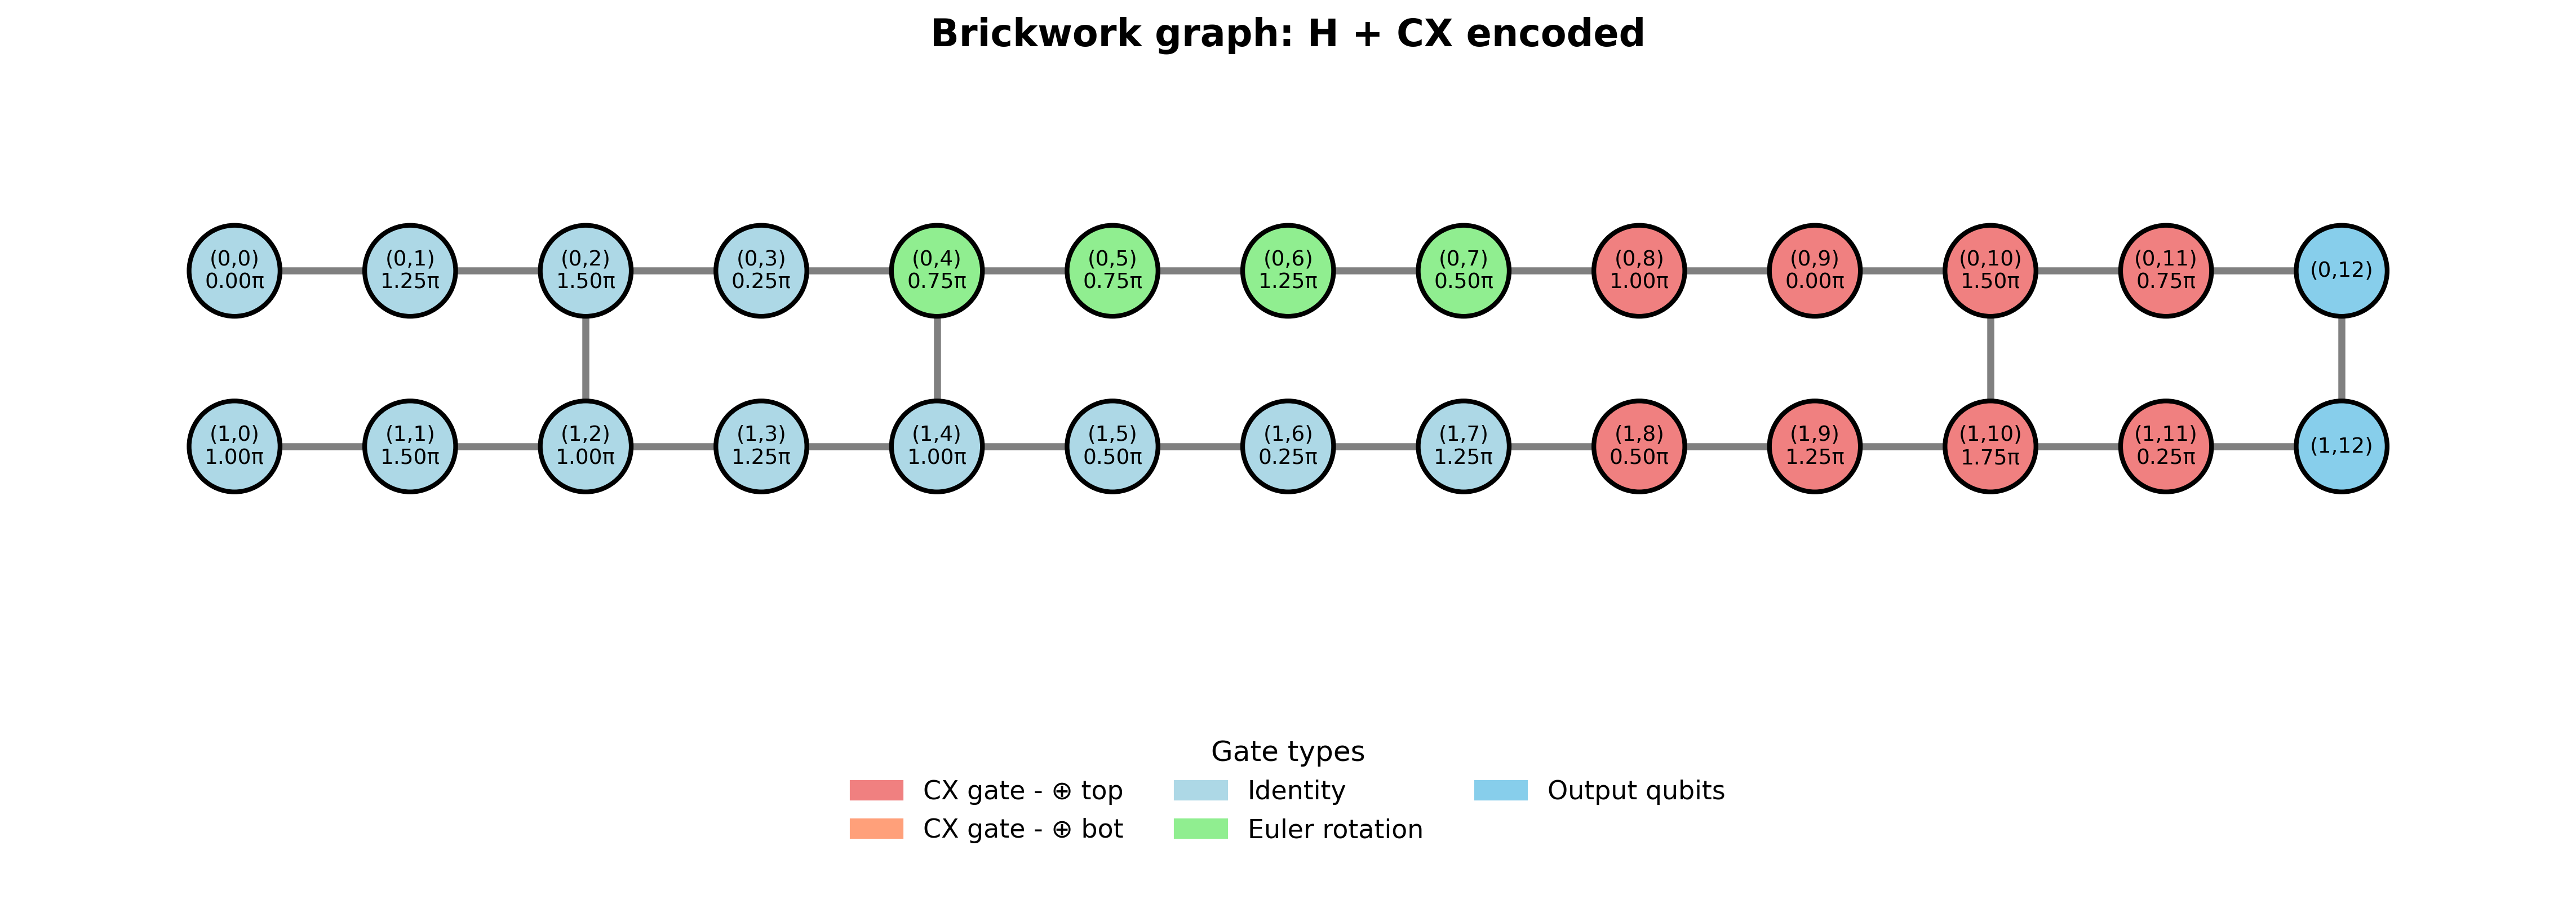 Brickwork graph: H + CX encoded
(0,0)
0.00π
(0,1)
1.25π
(0,2)
1.50π
(0,3)
0.25π
(0,4)
0.75π
(0,5)
0.75π
(0,6)
1.25π
(0,7)
0.50π
(0,8)
1.00π
(0,9)
0.00π
(0,10)
1.50π
(0,11)
0.75π
(0,12)
(1,0)
1.00π
(1,1)
1.50π
(1,2)
1.00π
(1,3)
1.25π
(1,4)
1.00π
(1,5)
0.50π
(1,6)
0.25π
(1,7)
1.25π
(1,8)
0.50π
(1,9)
1.25π
(1,10)
1.75π
(1,11)
0.25π
(1,12)
Gate types
CX gate - ⊕ top
CX gate - ⊕ bot
Identity
Euler rotation
Output qubits